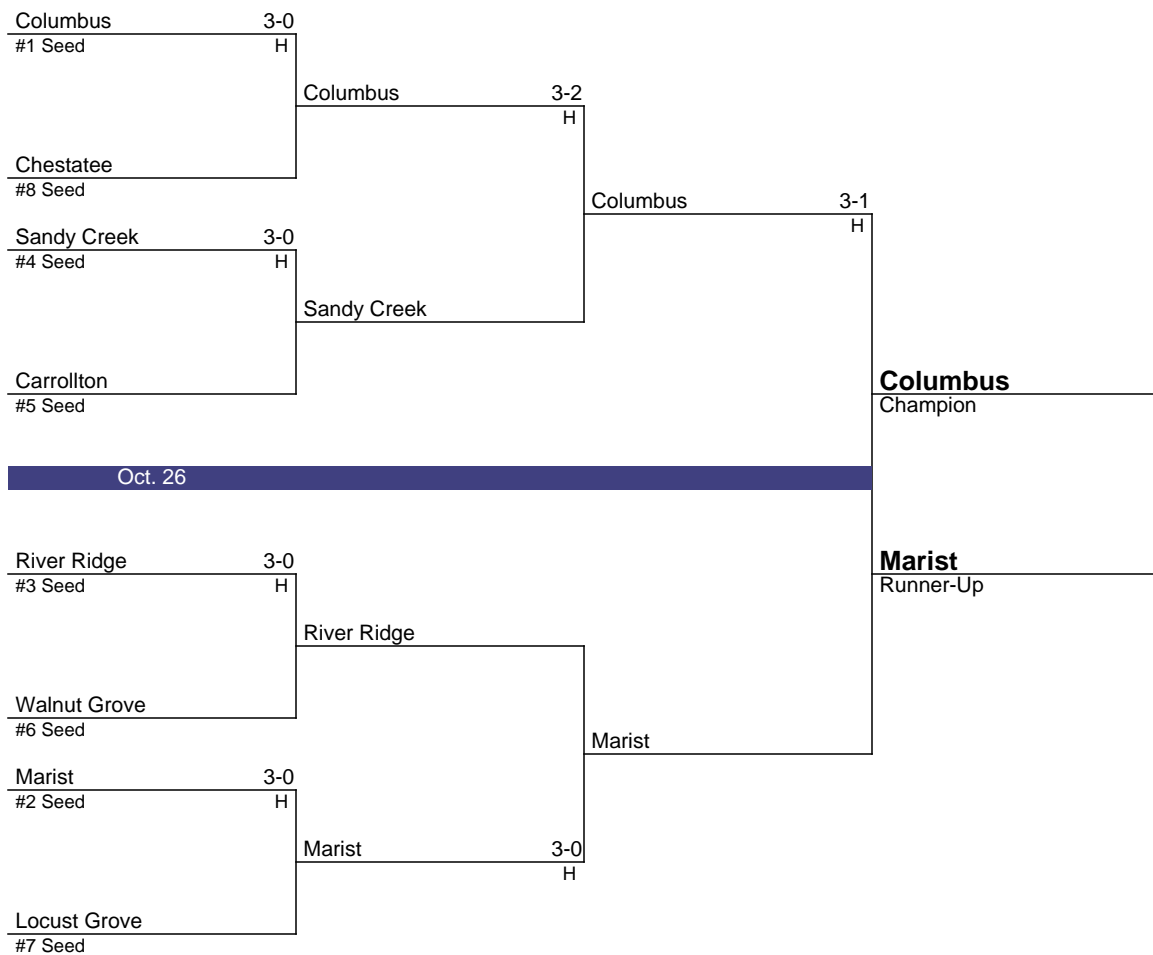 Columbus 3-0
#1 Seed H
Columbus 3-2
H
Chestatee
#8 Seed
Columbus 3-1
H
Sandy Creek 3-0
#4 Seed H
Sandy Creek
Carrollton
#5 Seed
Columbus
Champion
Oct. 26
River Ridge 3-0
#3 Seed H
Marist
Runner-Up
River Ridge
Walnut Grove
#6 Seed
Marist
Marist 3-0
#2 Seed H
Marist 3-0
H
Locust Grove
#7 Seed